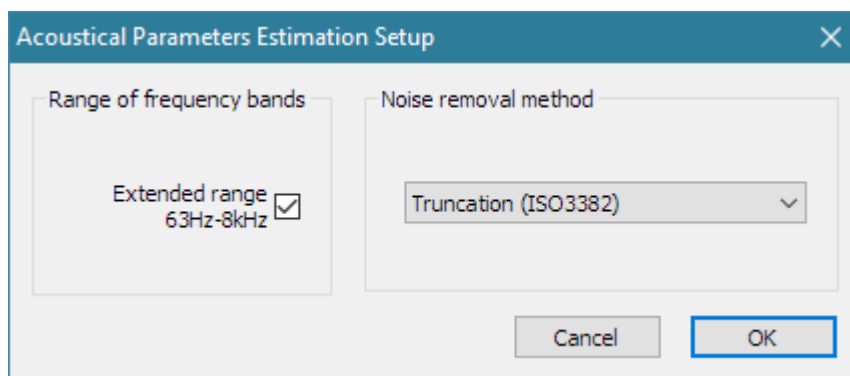 Acoustical Parameters Estimation Setup
Range of frequency bands
Extended range
63Hz-8kHz
Noise removal method
Truncation (ISO3382)
Cancel
OK